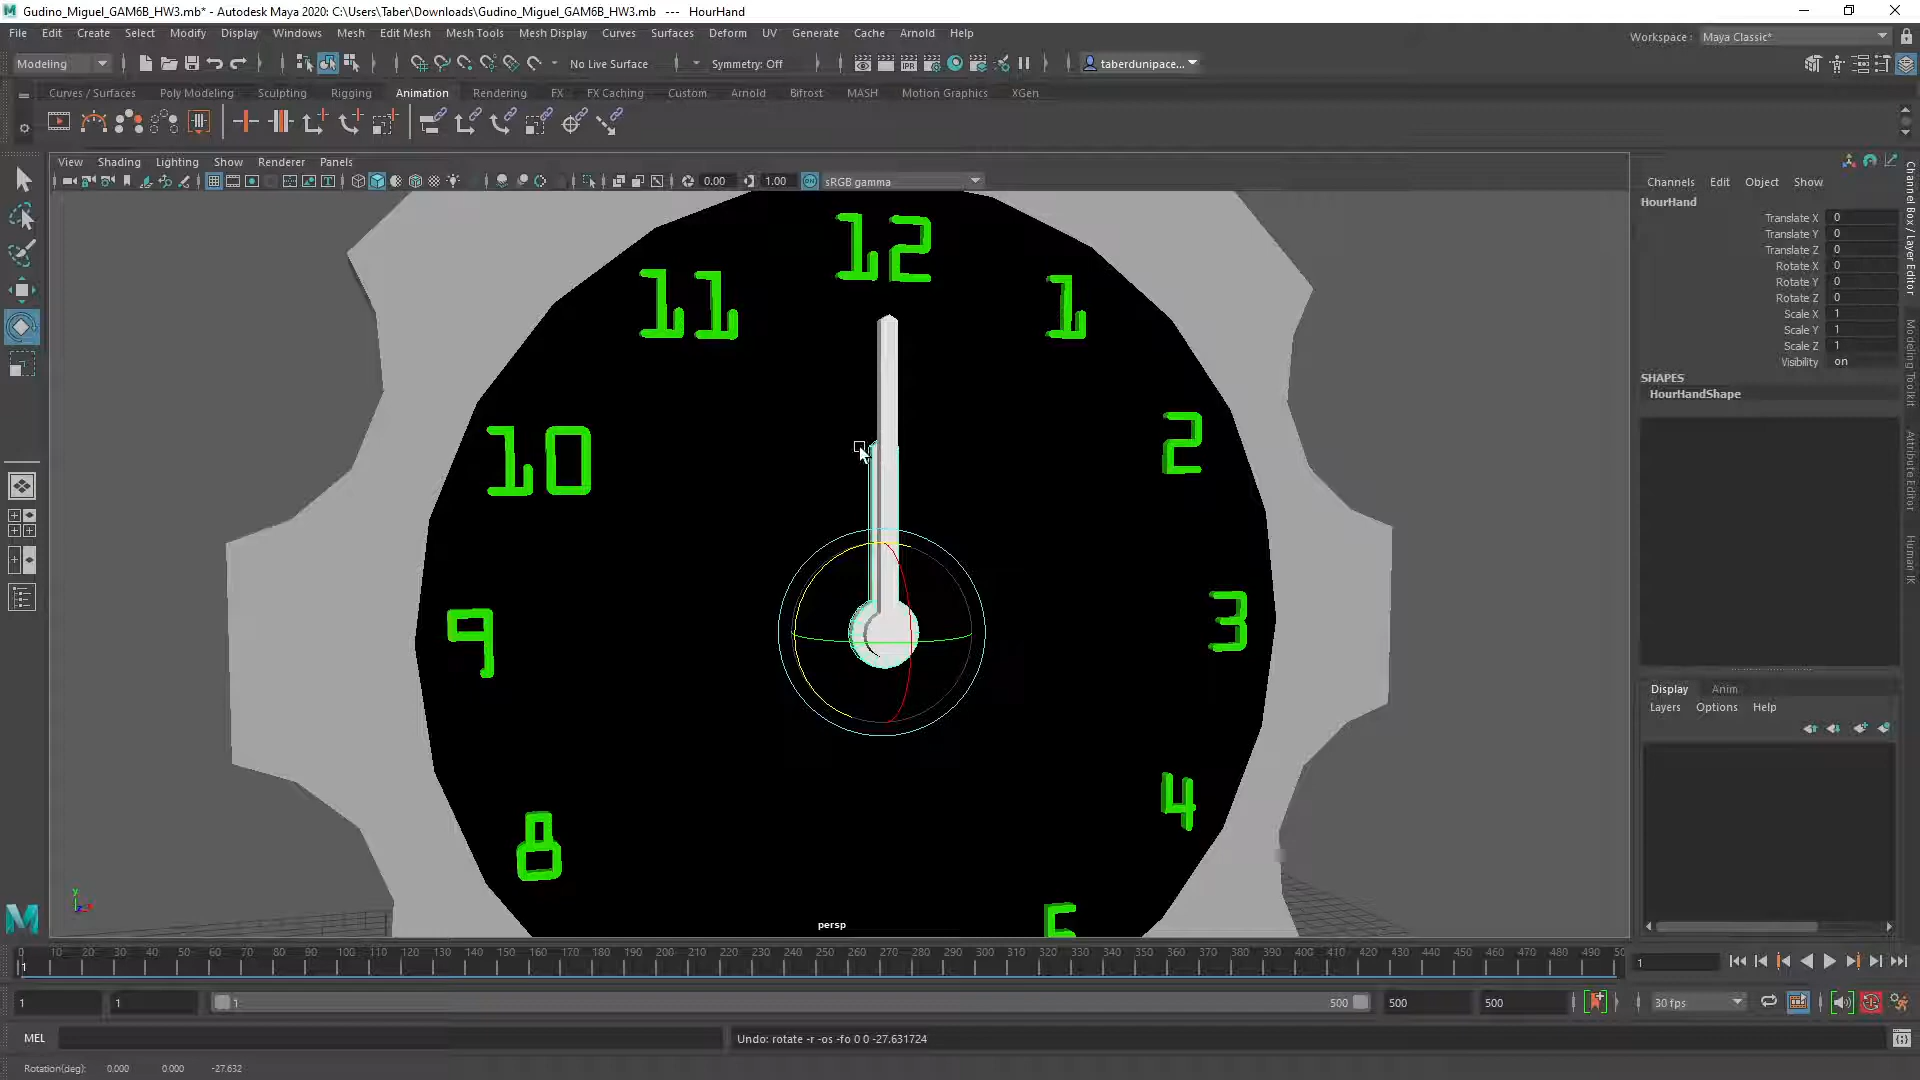 Gudino_Miguel_GAM6B_HW3.mb* - Autodesk Maya 2020: C:\Users\Taber\Downloads\Gudino_Miguel_GAM6B_HW3.mb --- HourHand
File Edit Create Select Modify Display Windows Mesh Edit Mesh Mesh Tools Mesh Display Curves Surfaces Deform UV Generate Cache Arnold Help
Workspace : Maya Classic*
Modeling No Live Surface Symmetry: Off taberdunipace...
Curves / Surfaces Poly Modeling Sculpting Rigging Animation Rendering FX FX Caching Custom Arnold Bifrost MASH Motion Graphics XGen
View Shading Lighting Show Renderer Panels
0.00 1.00 sRGB gamma
Channels Edit Object Show
HourHand
Translate X 0
Translate Y 0
Translate Z 0
Rotate X 0
Rotate Y 0
Rotate Z 0
Scale X 1
Scale Y 1
Scale Z 1
Visibility on
SHAPES
HourHandShape
Channel Box / Layer Editor
Modeling Toolkit
Attribute Editor
Human IK
12
11 1
10 2
9 3
8 4
5
persp
Display Anim
Layers Options Help
0 10 20 30 40 50 60 70 80 90 100 110 120 130 140 150 160 170 180 190 200 210 220 230 240 250 260 270 280 290 300 310 320 330 340 350 360 370 380 390 400 410 420 430 440 450 460 470 480 490 50
1 1
1 1 1 500 500 500 30 fps
MEL Undo: rotate -r -os -fo 0 0 -27.631724
Rotation(deg): 0.000 0.000 -27.632